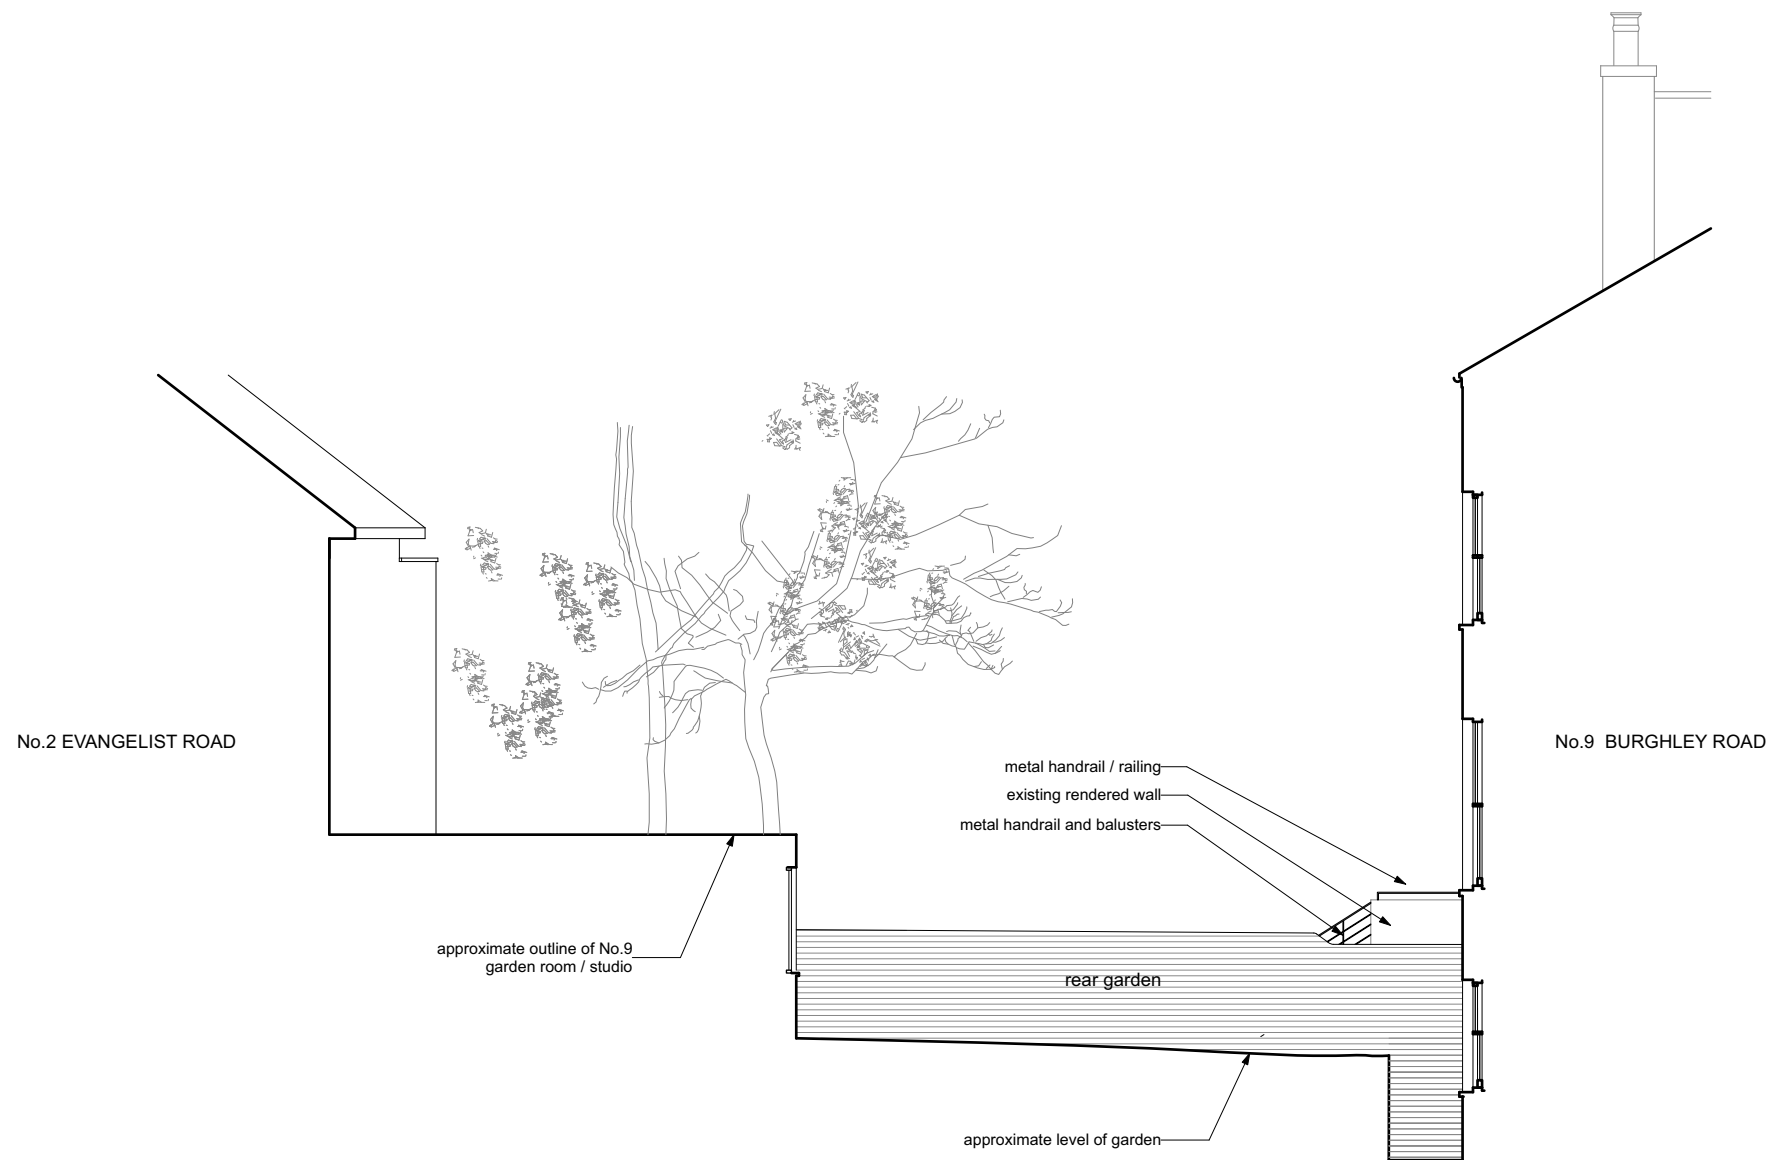 No.2 EVANGELIST ROAD
No.9 BURGHLEY ROAD
metal handrail / railing
existing rendered wall
metal handrail and balusters
approximate outline of No.9
garden room / studio
rear garden
approximate level of garden